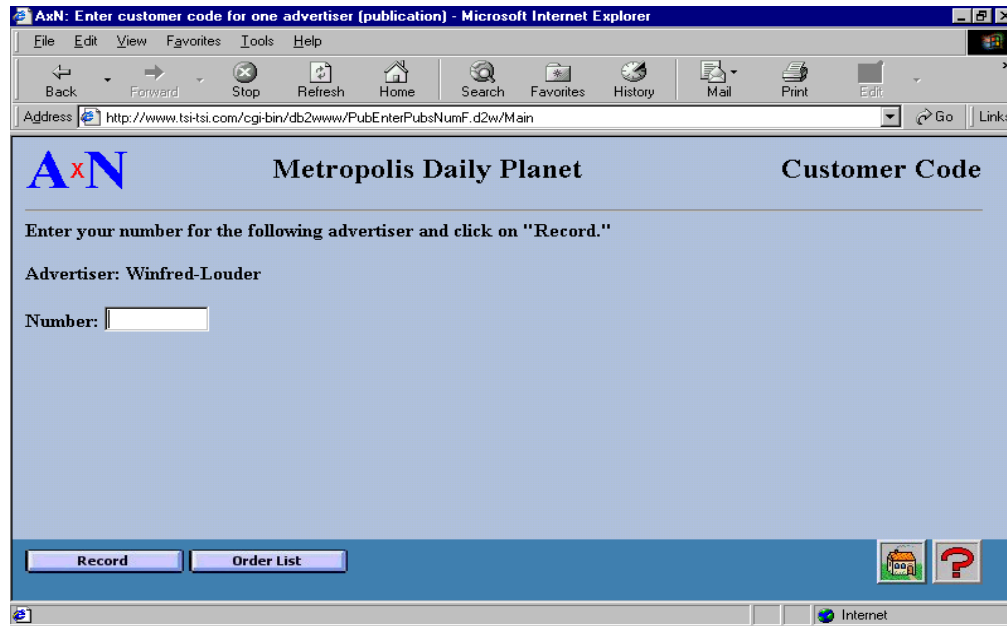 AxN: Enter customer code for one advertiser (publication) - Microsoft Internet Explorer
File Edit View Favorites Tools Help
Back Forward Stop Refresh Home Search Favorites History Mail Print Edit
Address http://www.tsi-tsi.com/cgi-bin/db2www/PubEnterPubsNumF.d2w/Main Go Links
AxN Metropolis Daily Planet Customer Code
Enter your number for the following advertiser and click on "Record."
Advertiser: Winfred-Louder
Number:
Record Order List ?
Internet